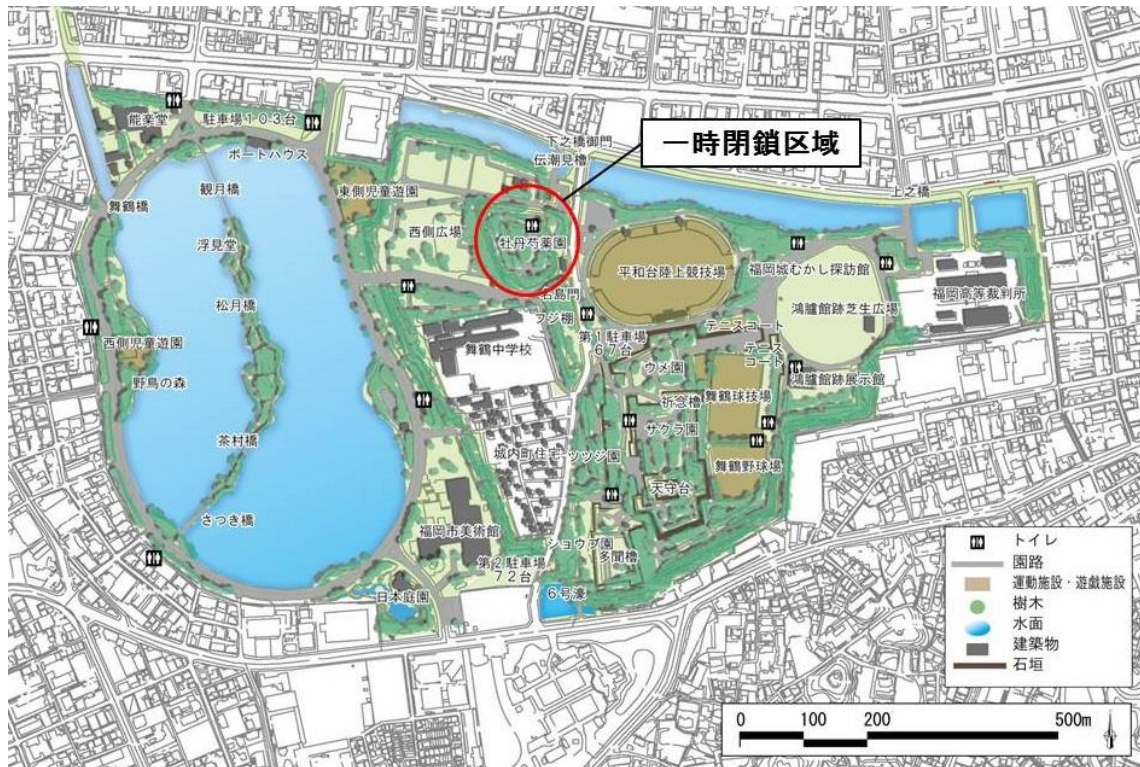 能楽堂
駐車場103台
ボートハウス
下之橋御門
伝潮見櫓
一時閉鎖区域
上之橋
観月橋
舞鶴橋
東側児童遊園
西側広場
牡丹芍薬園
浮見堂
平和台陸上競技場
福岡城むかし探訪館
福岡高等裁判所
松月橋
名島門
フジ棚
鴻臚館跡芝生広場
第1駐車場
67台
テニスコート
テニス
コート
西側児童遊園
野鳥の森
舞鶴中学校
ウメ園
鴻臚館跡展示館
祈念櫓
舞鶴球技場
サクラ園
茶村橋
城内町住宅
ツツジ園
舞鶴野球場
天守台
さつき橋
福岡市美術館
ショウブ園
多聞櫓
第2駐車場
72台
日本庭園
6号濠
トイレ
園路
運動施設・遊戯施設
樹木
水面
建築物
石垣
0 100 200 500m